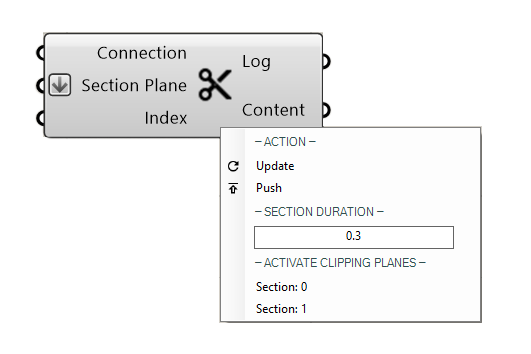 Connection
Section Plane
Index
Log
Content
– ACTION –
Update
Push
– SECTION DURATION –
0.3
– ACTIVATE CLIPPING PLANES –
Section: 0
Section: 1